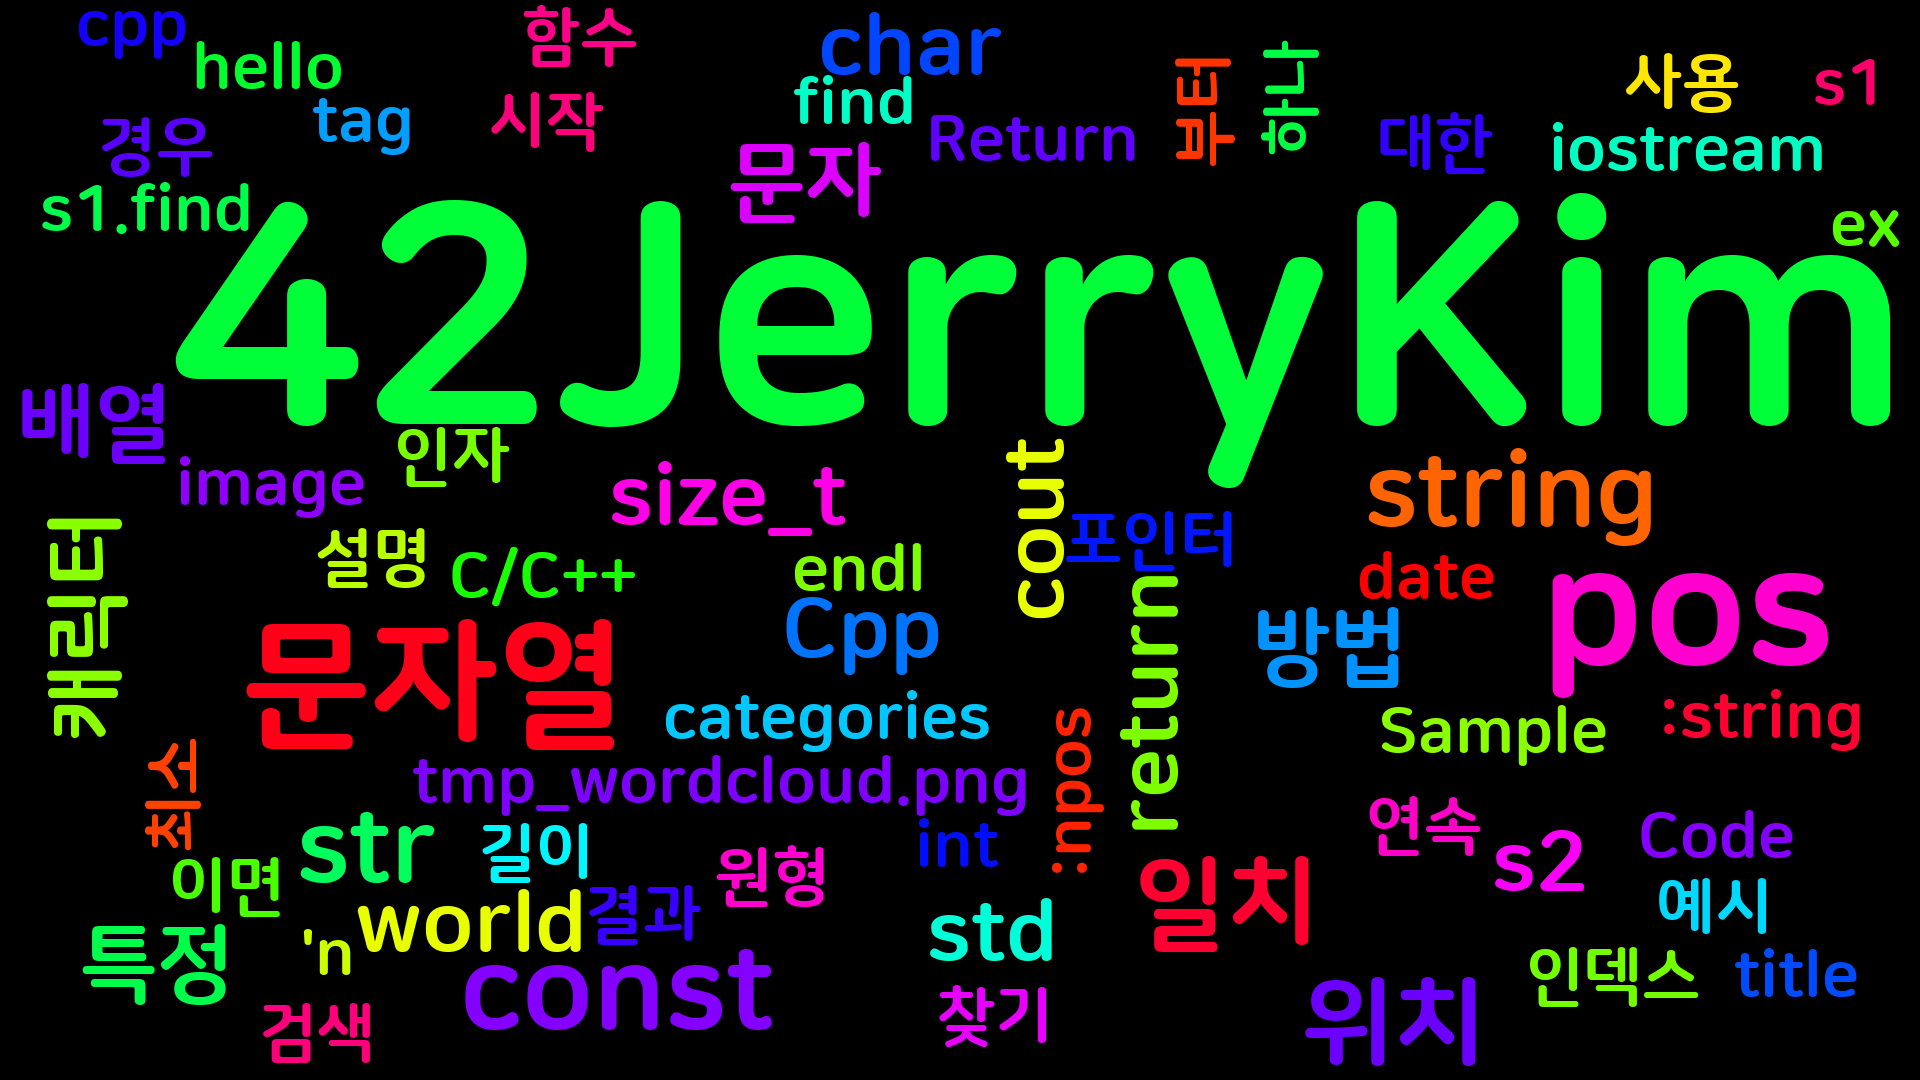 cpp
hello
함수
char
부터
하나
사용
s1
경우
tag
시작
find
Return
대한
iostream
s1.find
문자
ex
42JerryKim
배열
image
인자
size_t
cout
포인터
string
캐릭터
설명
C/C++
endl
return
date
pos
문자열
Cpp
방법
categories
Sample
:string
최소
tmp_wordcloud.png
:npos
str
길이
int
연속
Code
이면
원형
일치
s2
예시
특정
'n
world
결과
std
const
인덱스
title
검색
찾기
위치